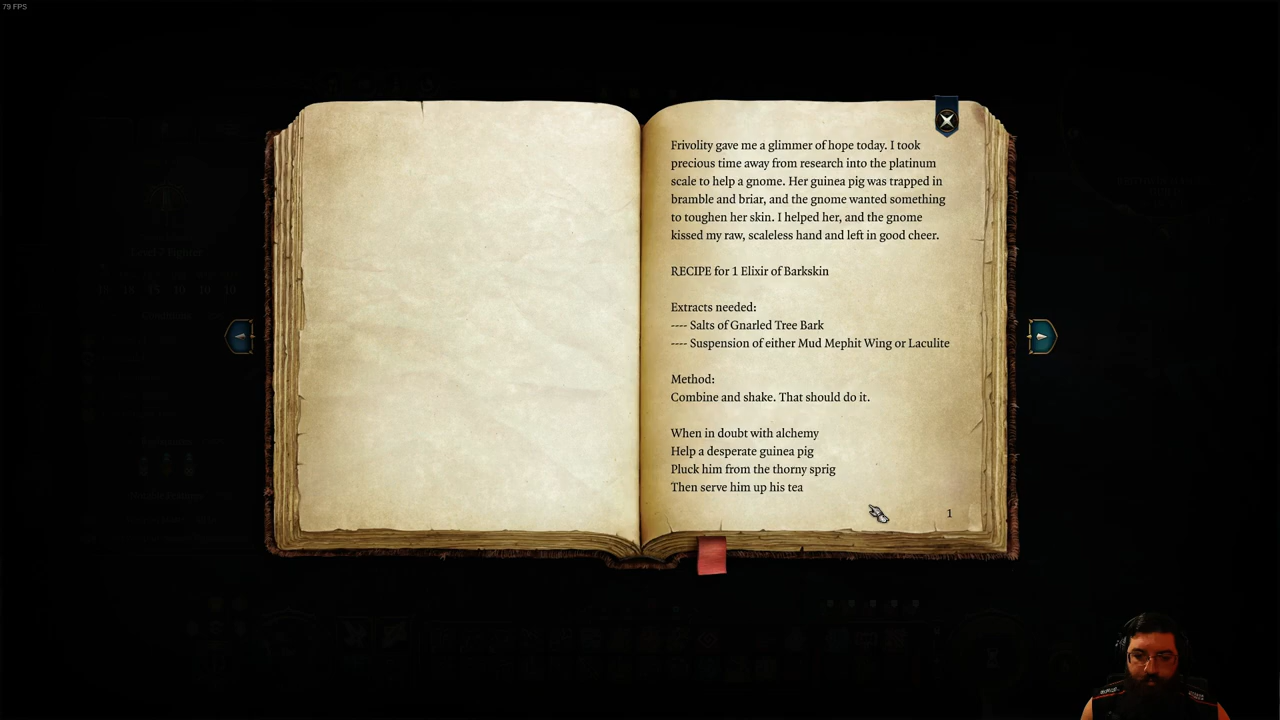 79 FPS
Frivolity gave me a glimmer of hope today. I took
precious time away from research into the platinum
scale to help a gnome. Her guinea pig was trapped in
bramble and briar, and the gnome wanted something
to toughen her skin. I helped her, and the gnome
kissed my raw, scaleless hand and left in good cheer.
RECIPE for 1 Elixir of Barkskin
Extracts needed:
---- Salts of Gnarled Tree Bark
---- Suspension of either Mud Mephit Wing or Laculite
Method:
Combine and shake. That should do it.
When in doubt with alchemy
Help a desperate guinea pig
Pluck him from the thorny sprig
Then serve him up his tea
1